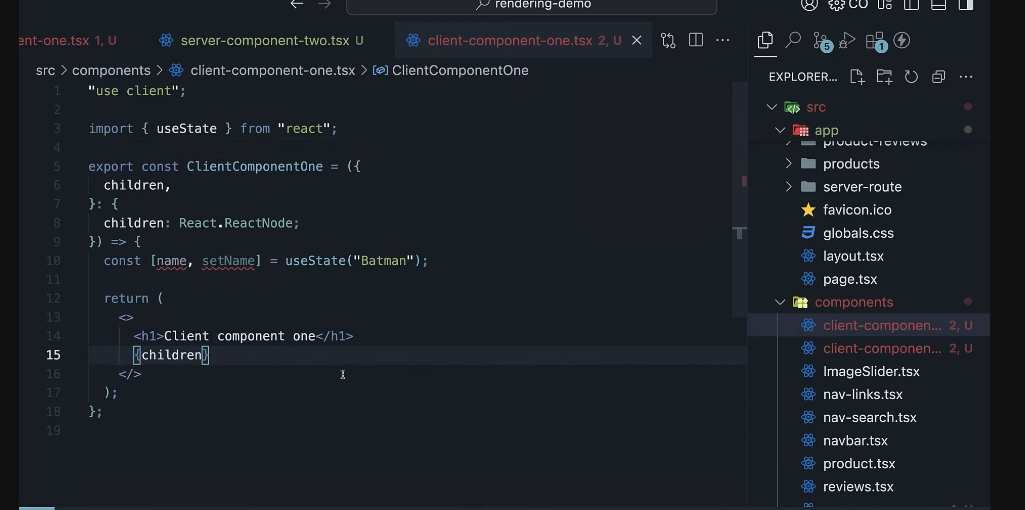 rendering-demo
CO
ent-one.tsx 1, U
server-component-two.tsx U
client-component-one.tsx 2, U
src > components > client-component-one.tsx > ClientComponentOne
1 "use client";
2
3 import { useState } from "react";
4
5 export const ClientComponentOne = ({
6 children,
7 }: {
8 children: React.ReactNode;
9 }) => {
10 const [name, setName] = useState("Batman");
11
12 return (
13 <>
14 <h1>Client component one</h1>
15 {children}
16 </>
17 );
18 };
19
5
1
EXPLORER...
src
app
product-reviews
products
server-route
favicon.ico
globals.css
layout.tsx
page.tsx
components
client-componen... 2, U
client-componen... 2, U
ImageSlider.tsx
nav-links.tsx
nav-search.tsx
navbar.tsx
product.tsx
reviews.tsx